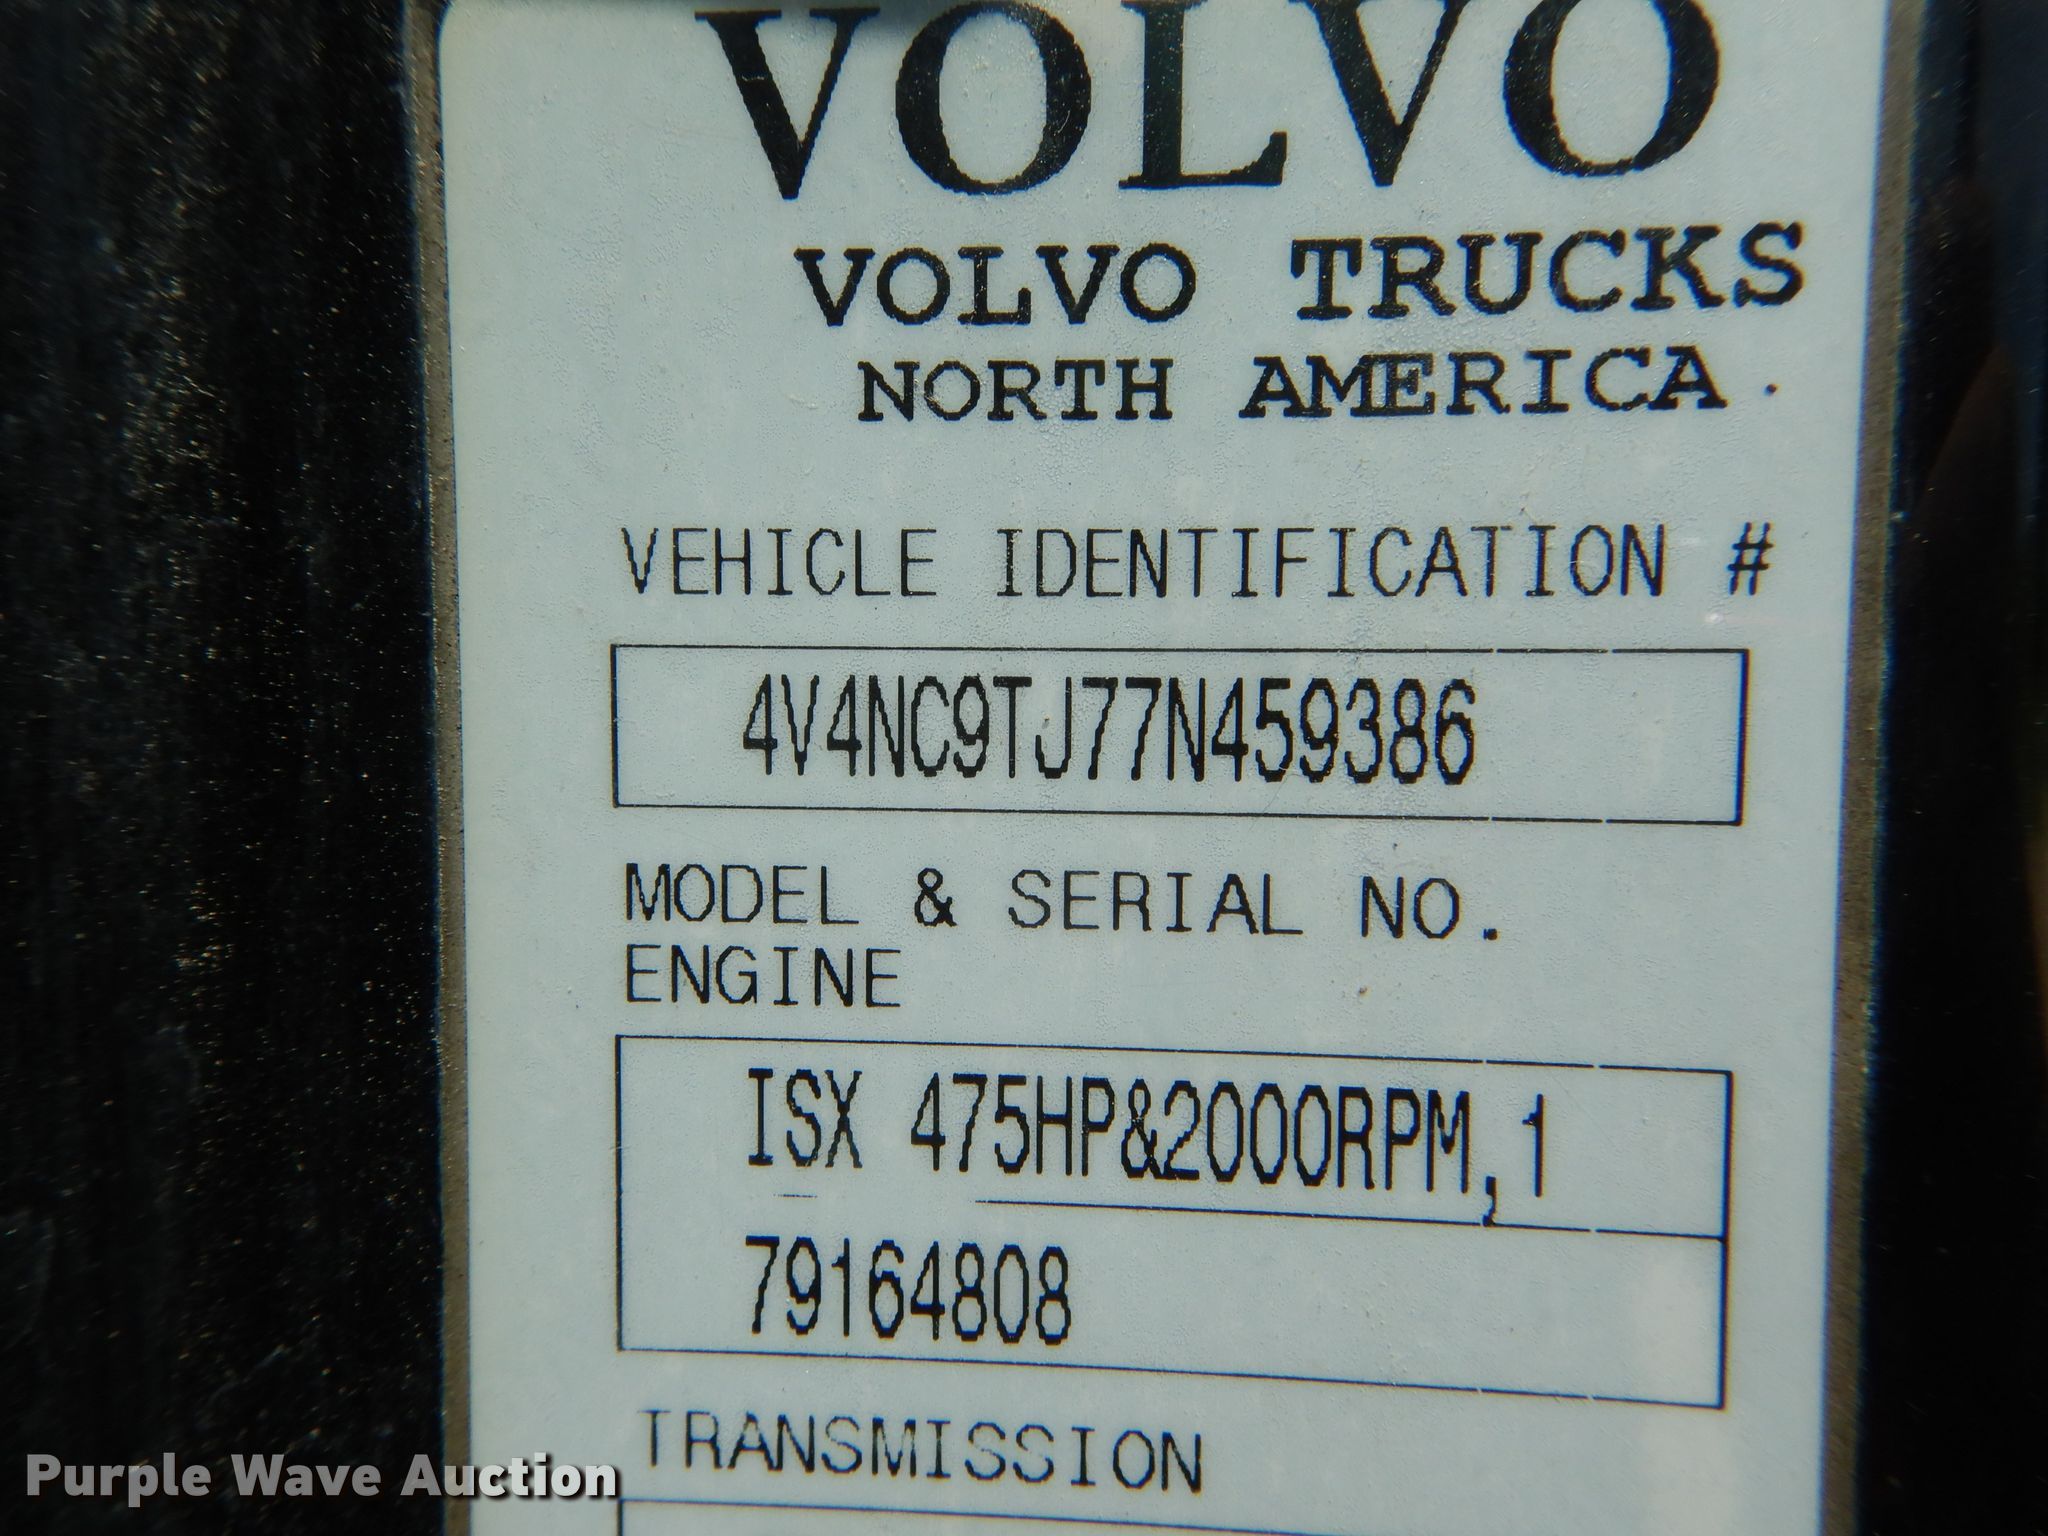 VOLVO
VOLVO TRUCKS
NORTH AMERICA.
VEHICLE IDENTIFICATION #
4V4NC9TJ77N459386
MODEL & SERIAL NO.
ENGINE
ISX 475HP&2000RPM,1
79164808
TRANSMISSION
Purple Wave Auction